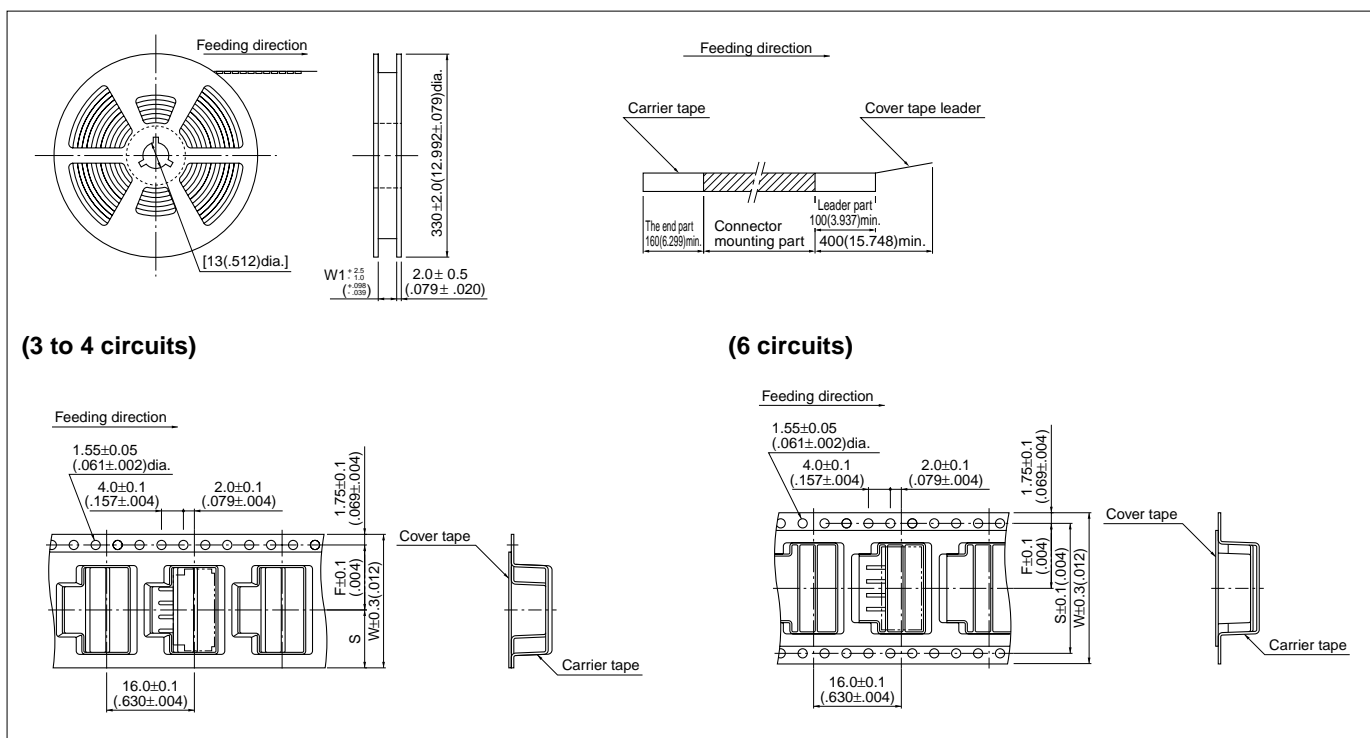 Feeding direction
330±2.0(12.992±.079)dia.
[13(.512)dia.]
W1 +2.5 -1.0
(+.098 -.039)
2.0± 0.5
(.079± .020)
Feeding direction
Carrier tape
Cover tape leader
The end part
160(6.299)min.
Connector
mounting part
Leader part
100(3.937)min.
400(15.748)min.
(3 to 4 circuits)
Feeding direction
1.55±0.05
(.061±.002)dia.
4.0±0.1
(.157±.004)
2.0±0.1
(.079±.004)
1.75±0.1
(.069±.004)
F±0.1
(.004)
W±0.3(.012)
S
16.0±0.1
(.630±.004)
Cover tape
Carrier tape
(6 circuits)
Feeding direction
1.55±0.05
(.061±.002)dia.
4.0±0.1
(.157±.004)
2.0±0.1
(.079±.004)
1.75±0.1
(.069±.004)
F±0.1
(.004)
S±0.1(.004)
W±0.3(.012)
16.0±0.1
(.630±.004)
Cover tape
Carrier tape